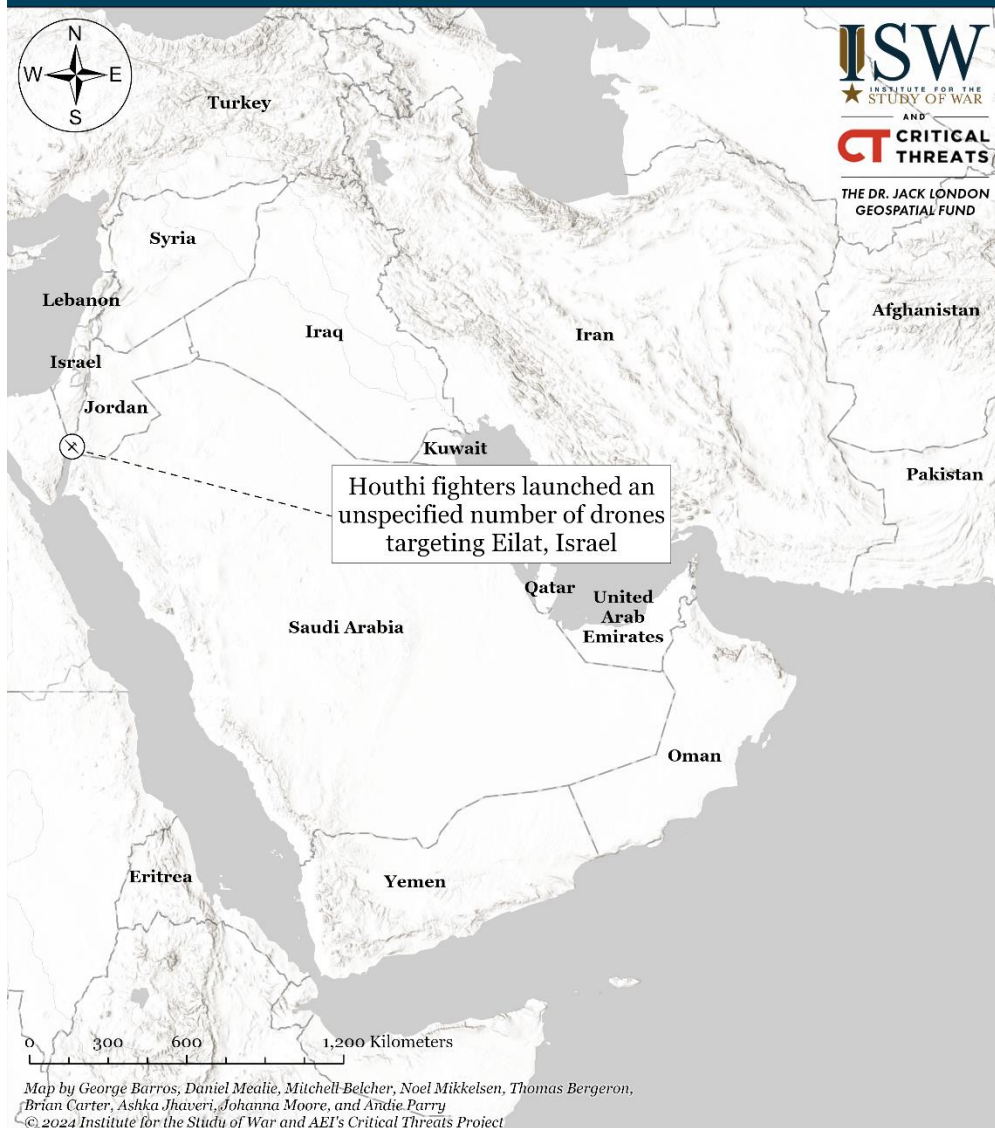 N
W E
S
ISW
INSTITUTE FOR THE
STUDY OF WAR
AND
CT CRITICAL
THREATS
THE DR. JACK LONDON
GEOSPATIAL FUND
Turkey
Syria
Lebanon
Iraq
Iran
Afghanistan
Israel
Jordan
Kuwait
Pakistan
Houthi fighters launched an
unspecified number of drones
targeting Eilat, Israel
Qatar
United
Arab
Emirates
Saudi Arabia
Oman
Eritrea
Yemen
0 300 600 1,200 Kilometers
Map by George Barros, Daniel Mealie, Mitchell Belcher, Noel Mikkelsen, Thomas Bergeron,
Brian Carter, Ashka Jhaveri, Johanna Moore, and Andie Parry
© 2024 Institute for the Study of War and AEI's Critical Threats Project